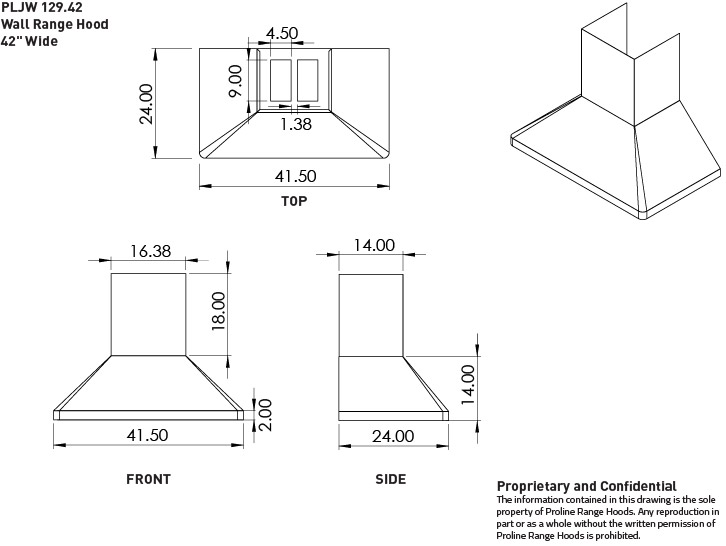 PLJW 129.42
Wall Range Hood
42" Wide
4.50
9.00
24.00
1.38
41.50
TOP
16.38
18.00
2.00
41.50
FRONT
14.00
14.00
24.00
SIDE
Proprietary and Confidential
The information contained in this drawing is the sole
property of Proline Range Hoods. Any reproduction in
part or as a whole without the written permission of
Proline Range Hoods is prohibited.